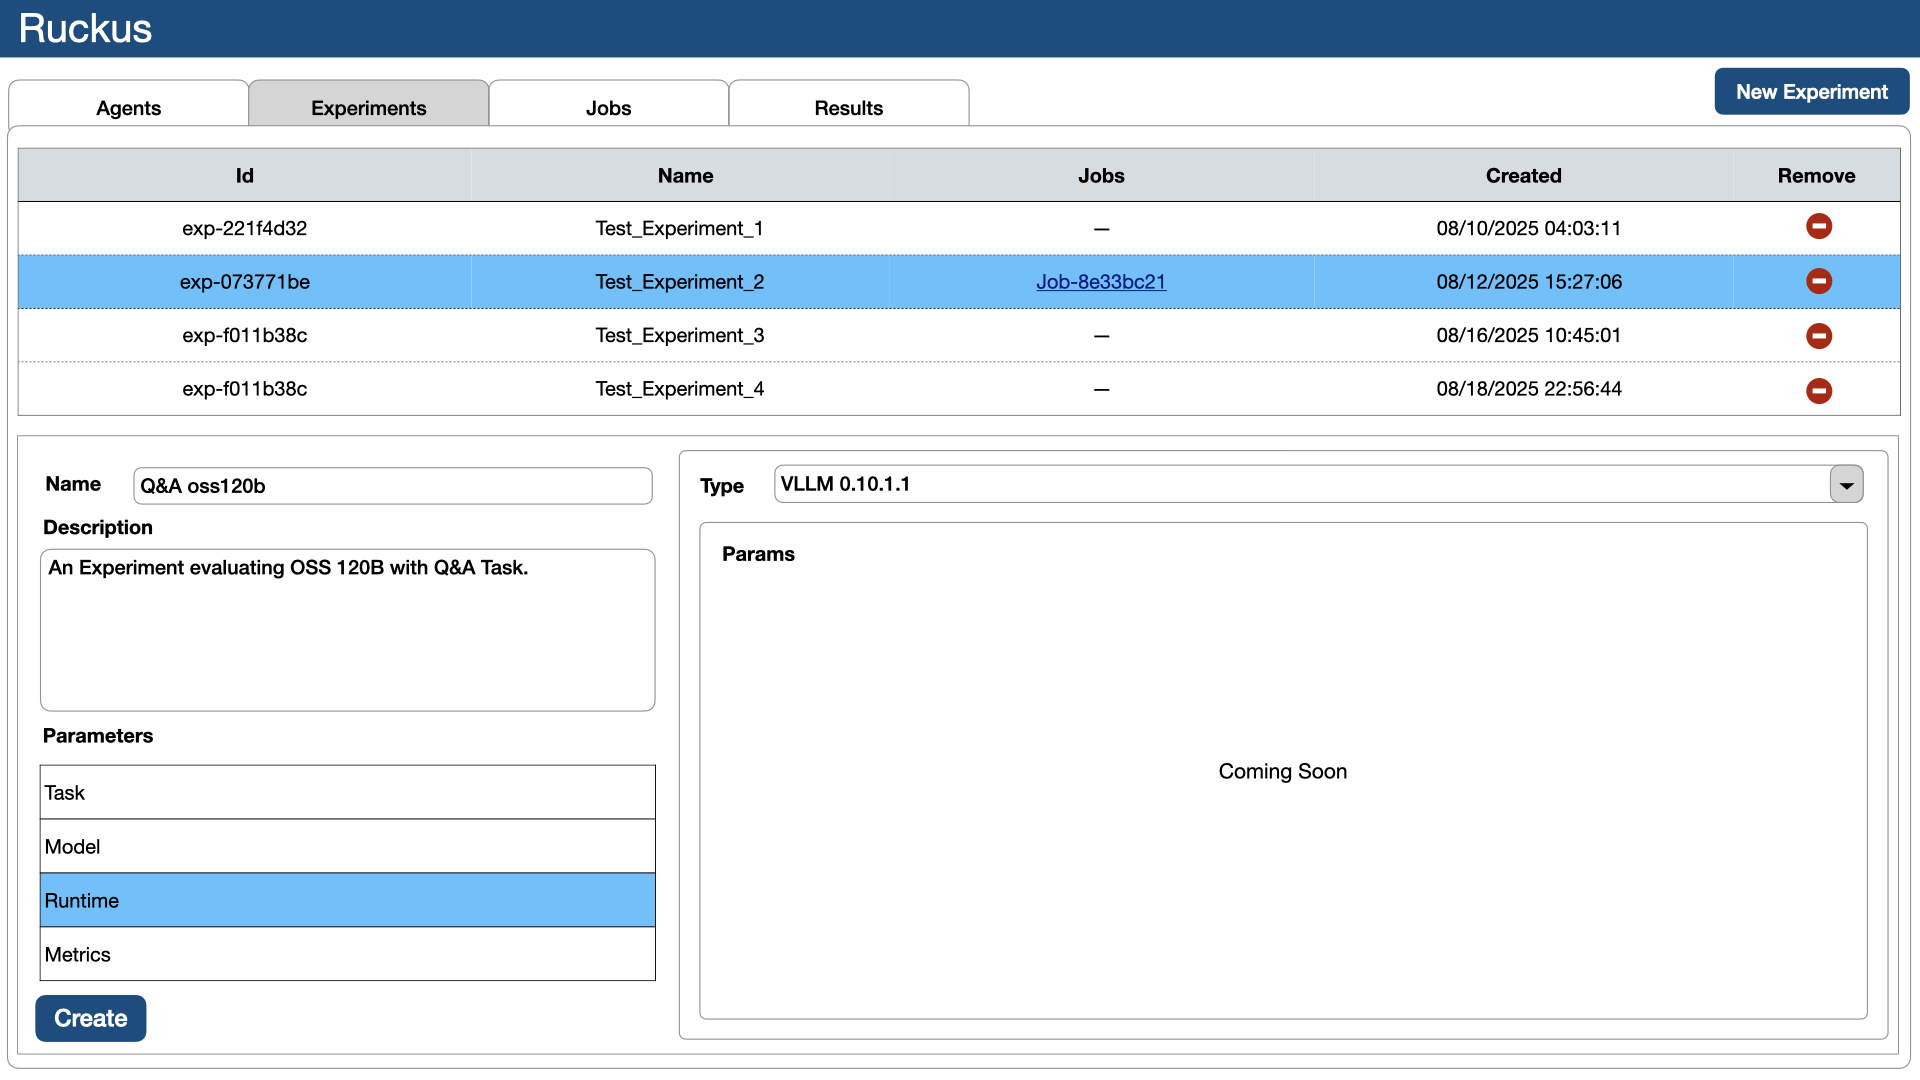 Ruckus
Agents Experiments Jobs Results New Experiment
Id Name Jobs Created Remove
exp-221f4d32 Test_Experiment_1 — 08/10/2025 04:03:11
exp-073771be Test_Experiment_2 Job-8e33bc21 08/12/2025 15:27:06
exp-f011b38c Test_Experiment_3 — 08/16/2025 10:45:01
exp-f011b38c Test_Experiment_4 — 08/18/2025 22:56:44
Name Q&A oss120b
Description
An Experiment evaluating OSS 120B with Q&A Task.
Parameters
Task
Model
Runtime
Metrics
Create
Type VLLM 0.10.1.1
Params
Coming Soon